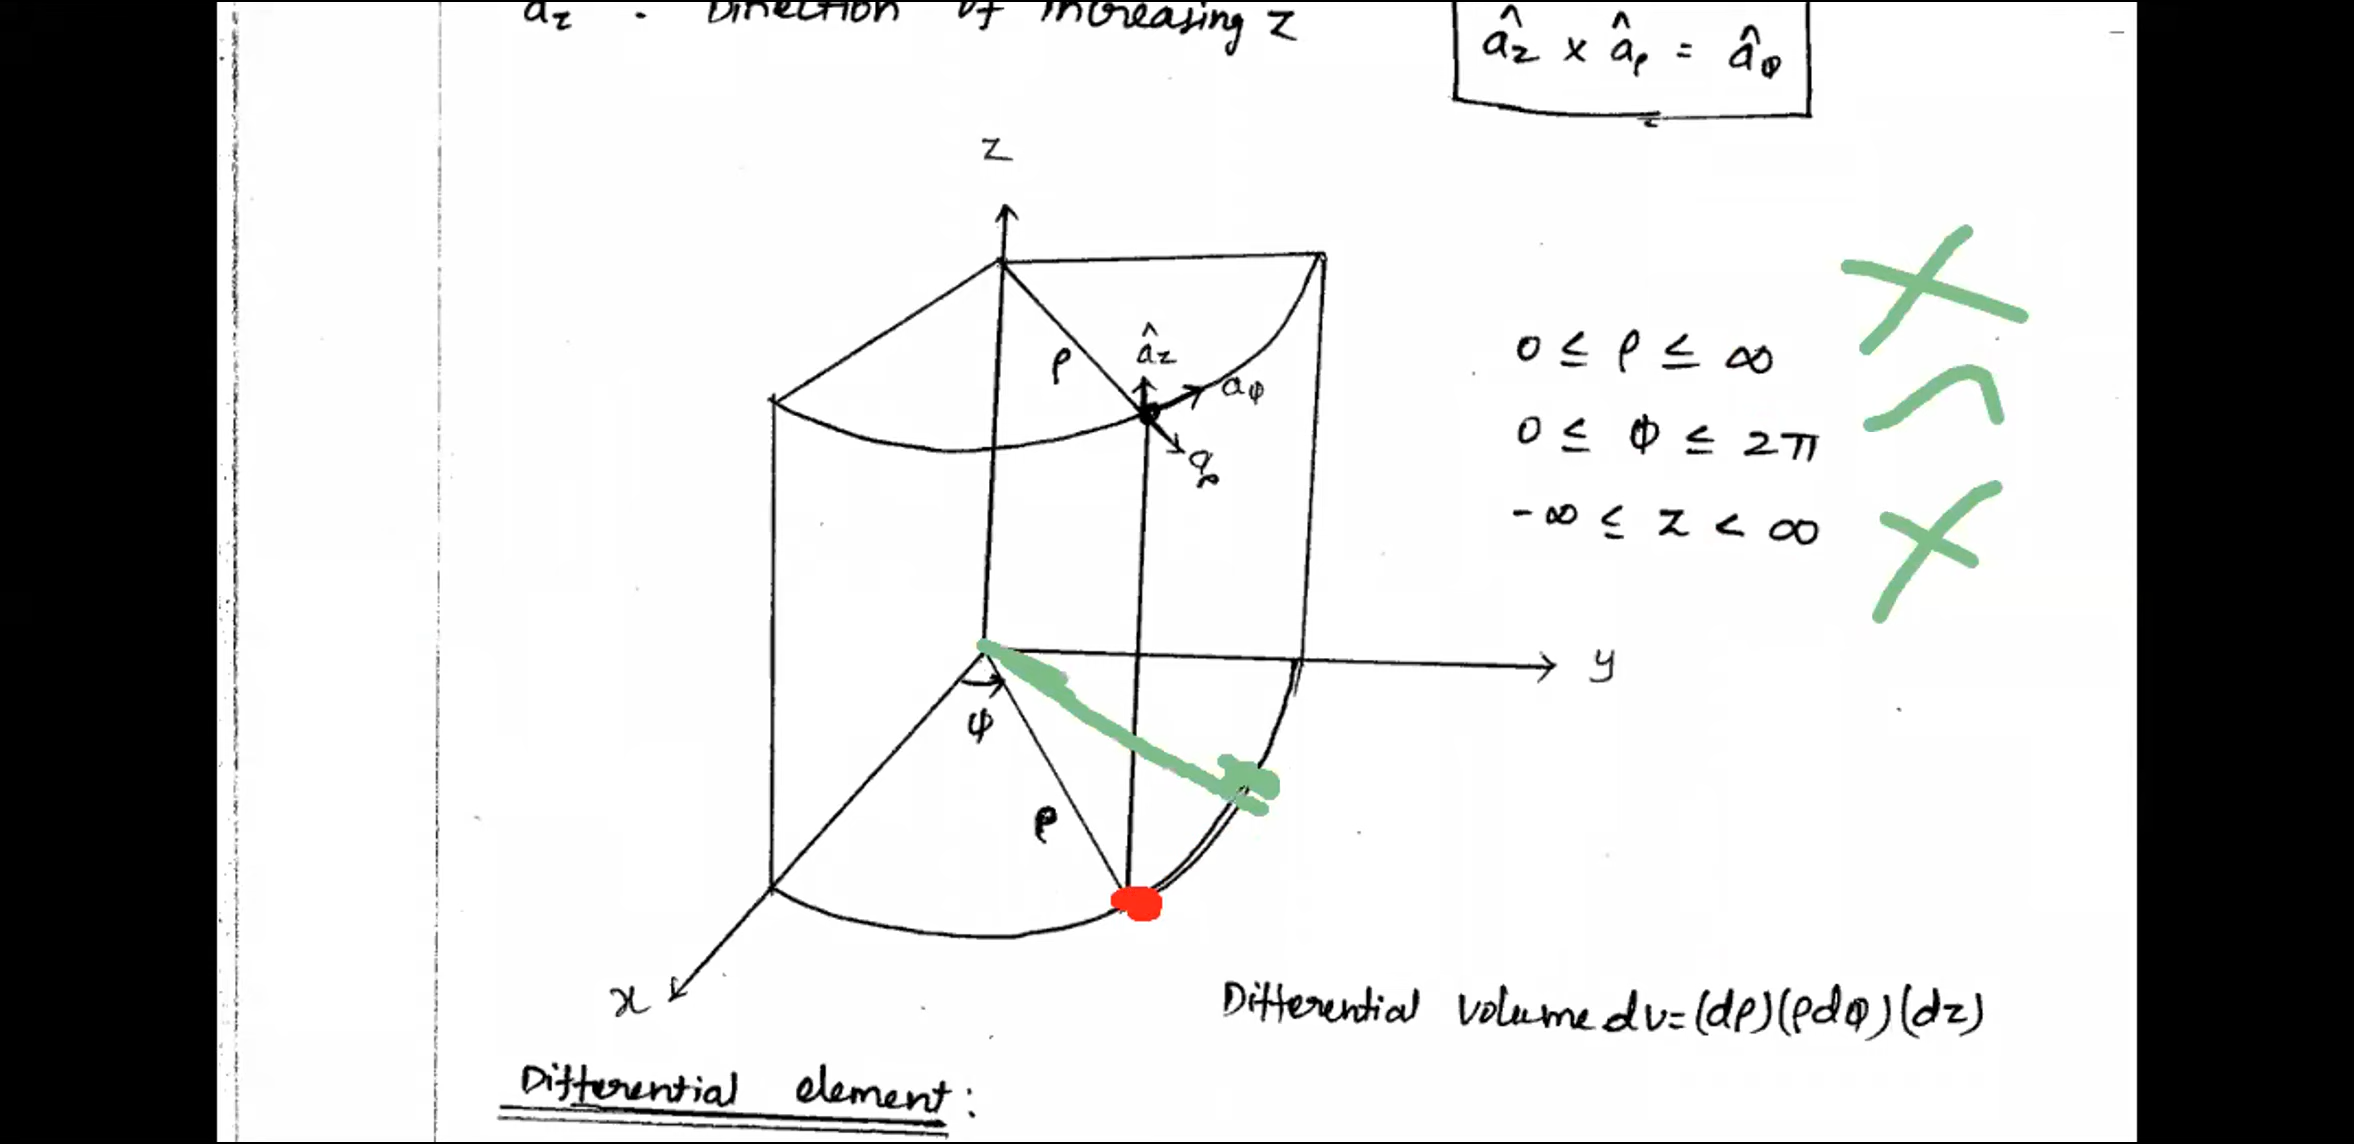 âz × âρ = âφ
az . Direction of increasing z
z
ρ
âz
aφ
aρ
0 ≤ ρ ≤ ∞
0 ≤ φ ≤ 2π
-∞ ≤ z < ∞
y
φ
ρ
x
Differential volume dv=(dρ)(ρdφ)(dz)
Differential element: